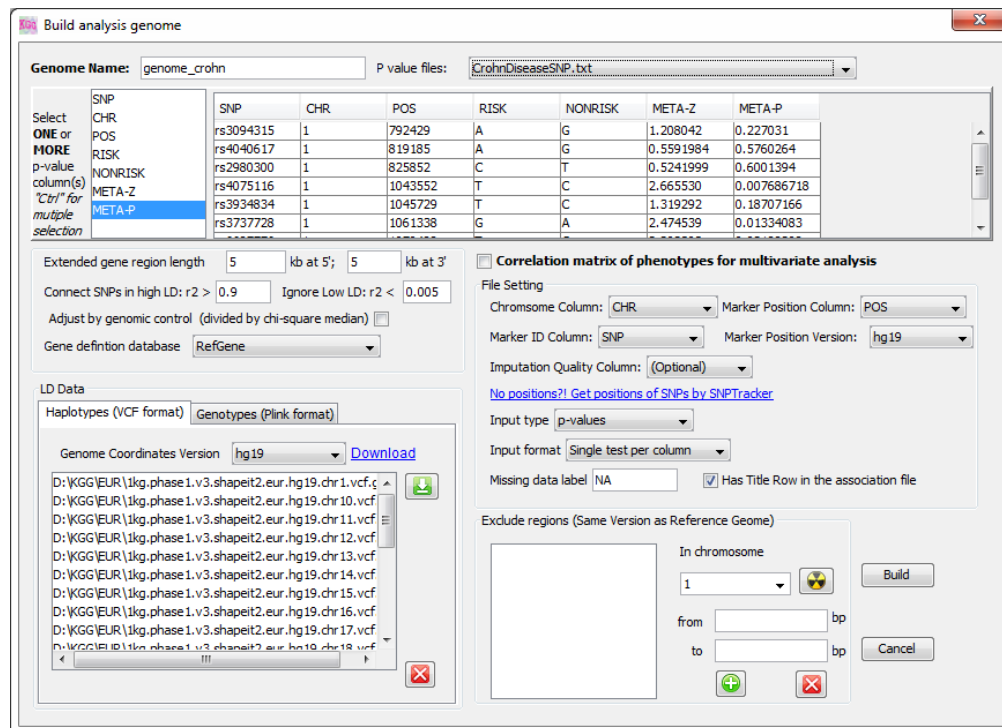 KGG Build analysis genome
Genome Name: genome_crohn P value files: CrohnDiseaseSNP.txt
Select
ONE or
MORE
p-value
column(s)
"Ctrl" for
mutiple
selection
SNP
CHR
POS
RISK
NONRISK
META-Z
META-P
SNP CHR POS RISK NONRISK META-Z META-P
rs3094315 1 792429 A G 1.208042 0.227031
rs4040617 1 819185 A G 0.5591984 0.5760264
rs2980300 1 825852 C T 0.5241999 0.6001394
rs4075116 1 1043552 T C 2.665530 0.007686718
rs3934834 1 1045729 T C 1.319292 0.18707166
rs3737728 1 1061338 G A 2.474539 0.01334083
Extended gene region length 5 kb at 5'; 5 kb at 3'
Connect SNPs in high LD: r2 > 0.9 Ignore Low LD: r2 < 0.005
Adjust by genomic control (divided by chi-square median)
Gene defintion database RefGene
LD Data
Haplotypes (VCF format) Genotypes (Plink format)
Genome Coordinates Version hg19 Download
D:\KGG\EUR\1kg.phase1.v3.shapeit2.eur.hg19.chr1.vcf.g
D:\KGG\EUR\1kg.phase1.v3.shapeit2.eur.hg19.chr10.vcf
D:\KGG\EUR\1kg.phase1.v3.shapeit2.eur.hg19.chr11.vcf
D:\KGG\EUR\1kg.phase1.v3.shapeit2.eur.hg19.chr12.vcf
D:\KGG\EUR\1kg.phase1.v3.shapeit2.eur.hg19.chr13.vcf
D:\KGG\EUR\1kg.phase1.v3.shapeit2.eur.hg19.chr14.vcf
D:\KGG\EUR\1kg.phase1.v3.shapeit2.eur.hg19.chr15.vcf
D:\KGG\EUR\1kg.phase1.v3.shapeit2.eur.hg19.chr16.vcf
D:\KGG\EUR\1kg.phase1.v3.shapeit2.eur.hg19.chr17.vcf
D:\KGG\EUR\1kg.phase1.v3.shapeit2.eur.hg19.chr18.vcf
Correlation matrix of phenotypes for multivariate analysis
File Setting
Chromsome Column: CHR Marker Position Column: POS
Marker ID Column: SNP Marker Position Version: hg19
Imputation Quality Column: (Optional)
No positions?! Get positions of SNPs by SNPTracker
Input type p-values
Input format Single test per column
Missing data label NA Has Title Row in the association file
Exclude regions (Same Version as Reference Geome)
In chromosome
1
from bp
to bp
Build
Cancel